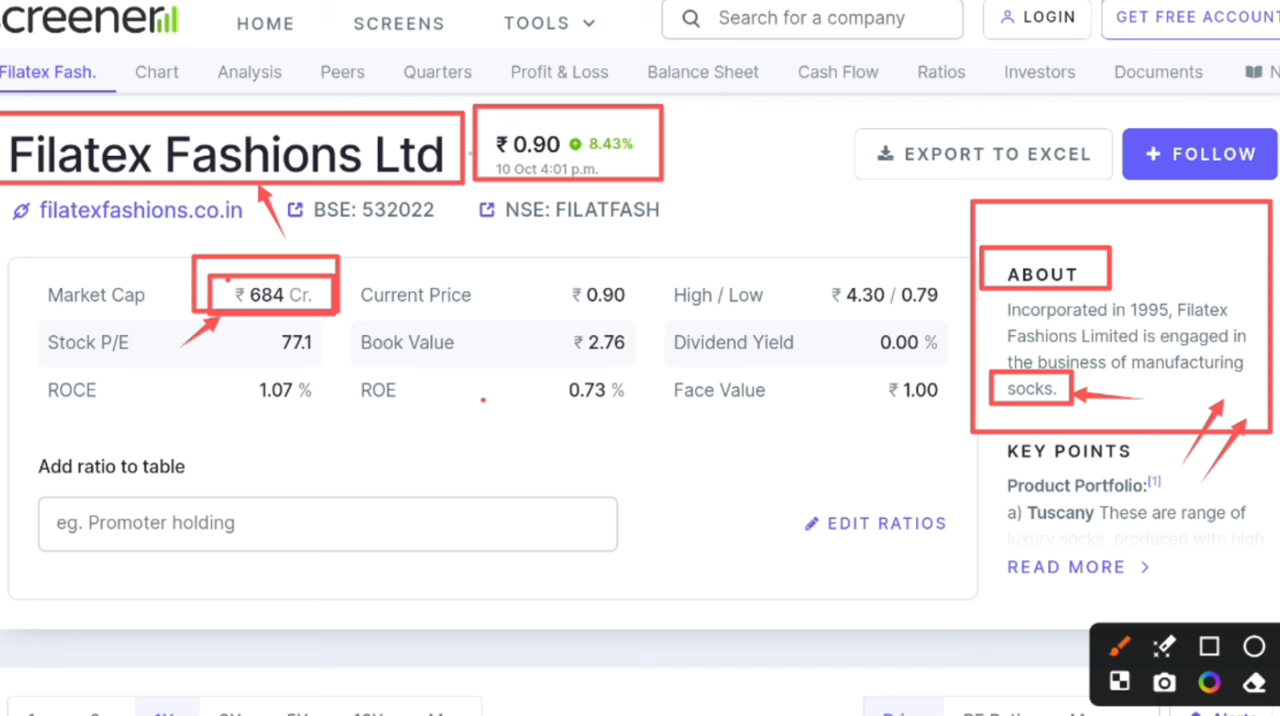 screener
HOME SCREENS TOOLS
Search for a company
LOGIN
GET FREE ACCOUNT
Filatex Fash. Chart Analysis Peers Quarters Profit & Loss Balance Sheet Cash Flow Ratios Investors Documents
Filatex Fashions Ltd
₹ 0.90 8.43%
10 Oct 4:01 p.m.
EXPORT TO EXCEL
+ FOLLOW
filatexfashions.co.in BSE: 532022 NSE: FILATFASH
Market Cap ₹ 684 Cr. Current Price ₹ 0.90 High / Low ₹ 4.30 / 0.79
Stock P/E 77.1 Book Value ₹ 2.76 Dividend Yield 0.00 %
ROCE 1.07 % ROE 0.73 % Face Value ₹ 1.00
Add ratio to table
eg. Promoter holding
EDIT RATIOS
ABOUT
Incorporated in 1995, Filatex
Fashions Limited is engaged in
the business of manufacturing
socks.
KEY POINTS
Product Portfolio:[1]
a) Tuscany These are range of
luxury socks, produced with high
READ MORE